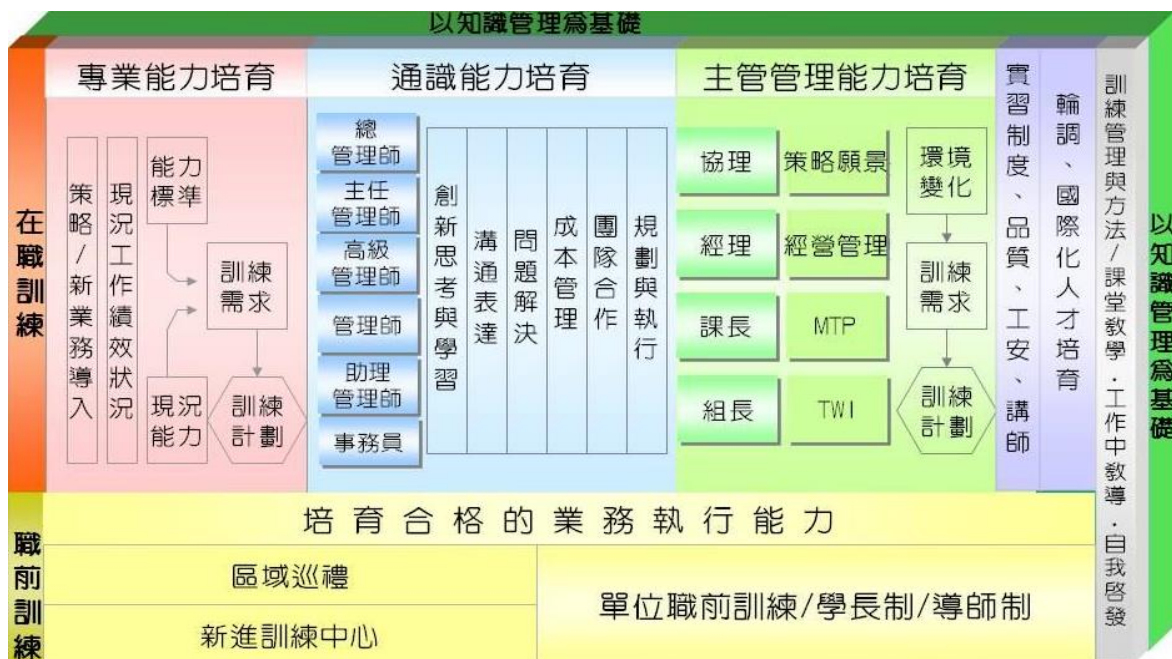 以知識管理為基礎
在職訓練
專業能力培育
策略/新業務導入
現況工作績效狀況
能力
標準
現況
能力
訓練
需求
訓練
計劃
通識能力培育
總
管理師
主任
管理師
高級
管理師
管理師
助理
管理師
事務員
創新思考與學習
溝通表達
問題解決
成本管理
團隊合作
規劃與執行
主管管理能力培育
協理
策略願景
經理
經營管理
課長
MTP
組長
TWI
環境
變化
訓練
需求
訓練
計劃
實習制度、品質、工安、講師
輪調、國際化人才培育
訓練管理與方法/課堂教學.工作中教導.自我啓發
以知識管理為基礎
職前訓練
培育合格的業務執行能力
區域巡禮
新進訓練中心
單位職前訓練/學長制/導師制